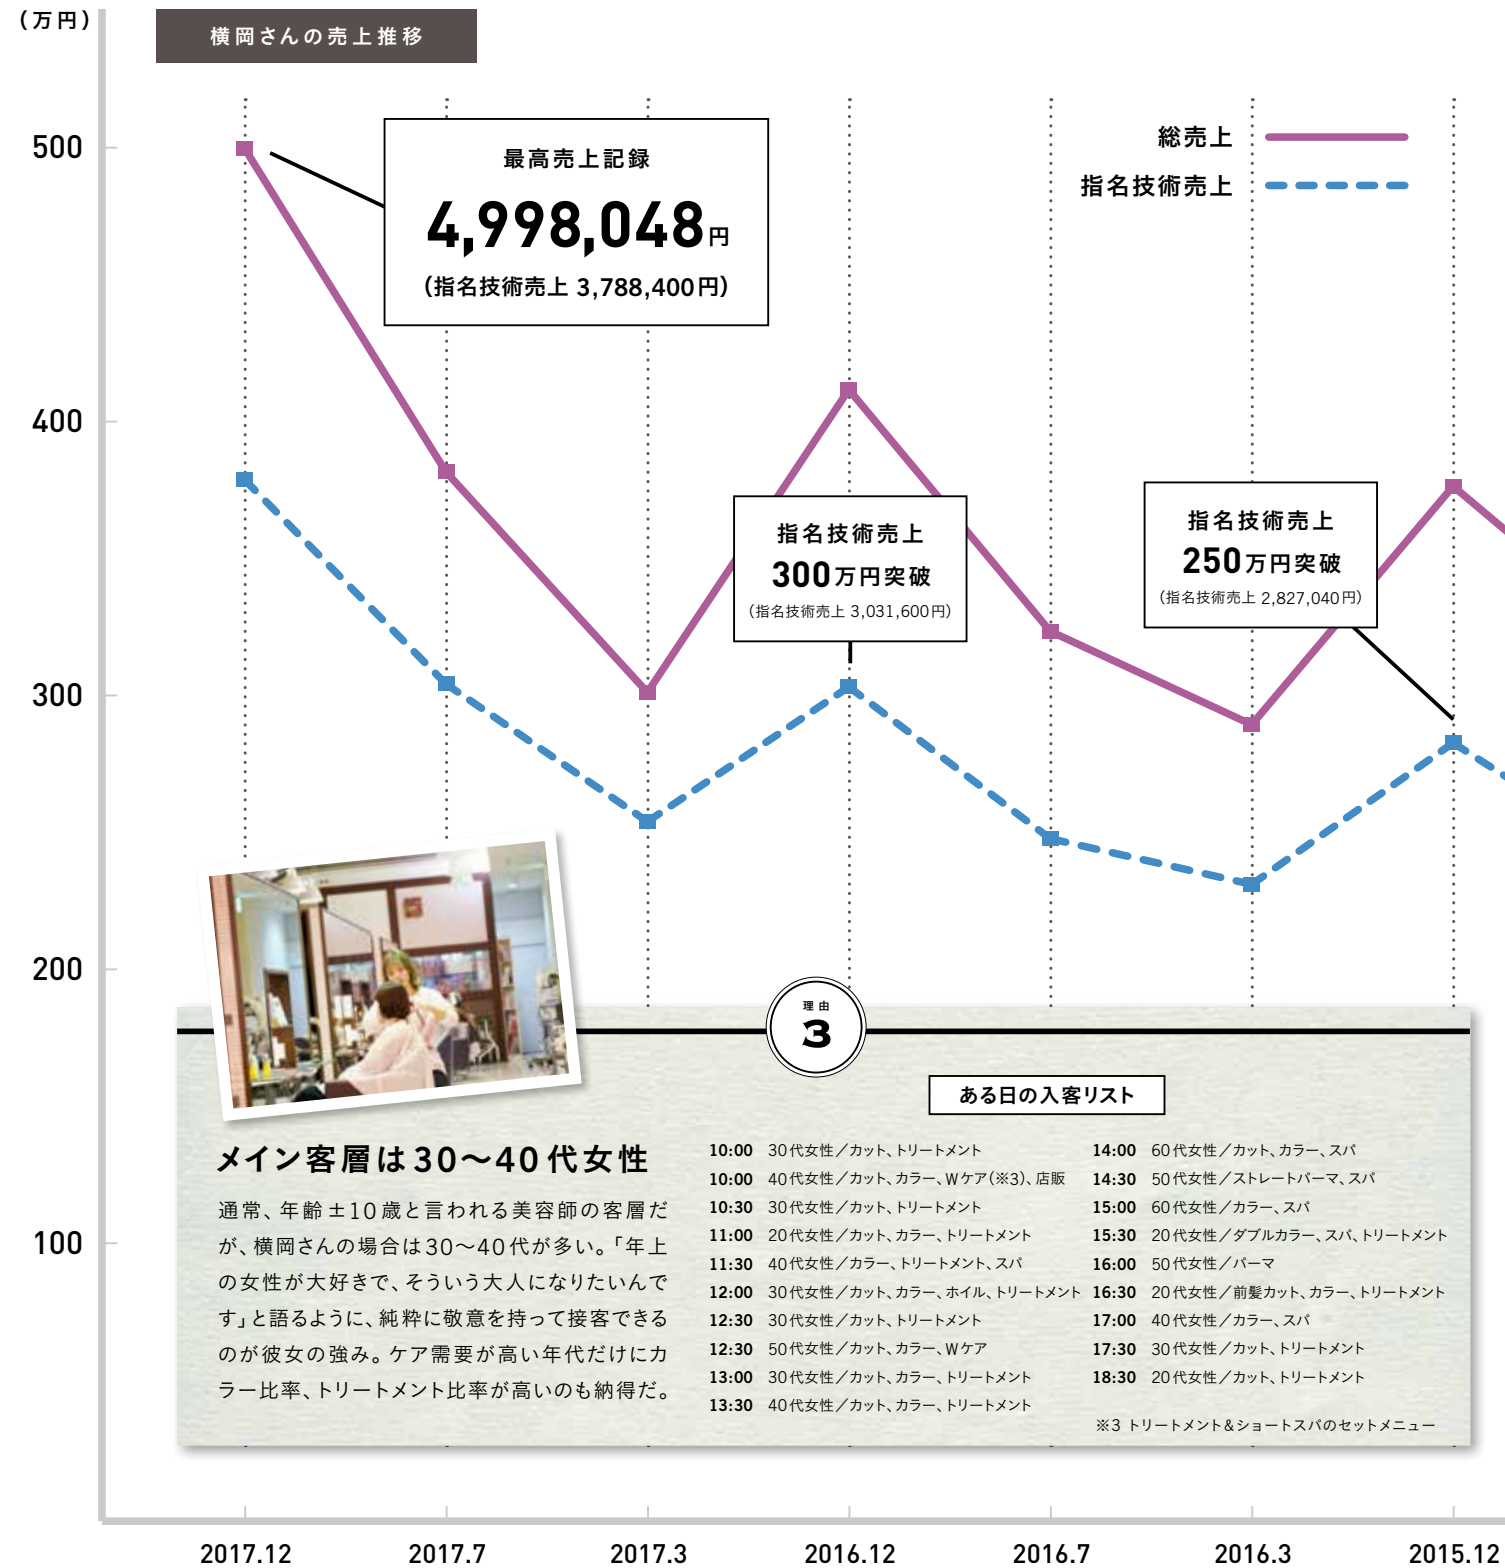 (万円)
横岡さんの売上推移
500
400
300
200
100
最高売上記録
4,998,048円
(指名技術売上 3,788,400円)
総売上
指名技術売上
指名技術売上
300万円突破
(指名技術売上 3,031,600円)
指名技術売上
250万円突破
(指名技術売上 2,827,040円)
理由
3
メイン客層は30〜40代女性
通常、年齢±10歳と言われる美容師の客層だ
が、横岡さんの場合は30〜40代が多い。「年上
の女性が大好きで、そういう大人になりたいんで
す」と語るように、純粋に敬意を持って接客できる
のが彼女の強み。ケア需要が高い年代だけにカ
ラー比率、トリートメント比率が高いのも納得だ。
ある日の入客リスト
10:00 30代女性/カット、トリートメント
10:00 40代女性/カット、カラー、Wケア(※3)、店販
10:30 30代女性/カット、トリートメント
11:00 20代女性/カット、カラー、トリートメント
11:30 40代女性/カラー、トリートメント、スパ
12:00 30代女性/カット、カラー、ホイル、トリートメント
12:30 30代女性/カット、トリートメント
12:30 50代女性/カット、カラー、Wケア
13:00 30代女性/カット、カラー、トリートメント
13:30 40代女性/カット、カラー、トリートメント
14:00 60代女性/カット、カラー、スパ
14:30 50代女性/ストレートパーマ、スパ
15:00 60代女性/カラー、スパ
15:30 20代女性/ダブルカラー、スパ、トリートメント
16:00 50代女性/パーマ
16:30 20代女性/前髪カット、カラー、トリートメント
17:00 40代女性/カラー、スパ
17:30 30代女性/カット、トリートメント
18:30 20代女性/カット、トリートメント
※3 トリートメント&ショートスパのセットメニュー
2017.12 2017.7 2017.3 2016.12 2016.7 2016.3 2015.12